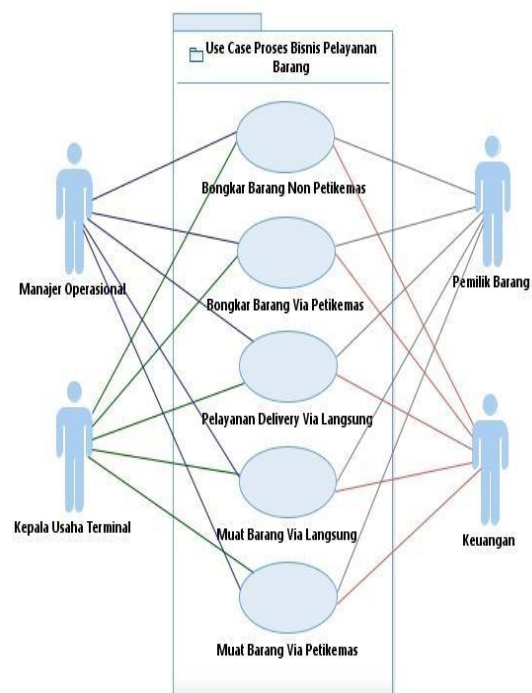 Use Case Proses Bisnis Pelayanan
Barang
Bongkar Barang Non Petikemas
Manajer Operasional
Pemilik Barang
Bongkar Barang Via Petikemas
Pelayanan Delivery Via Langsung
Kepala Usaha Terminal
Muat Barang Via Langsung
Keuangan
Muat Barang Via Petikemas